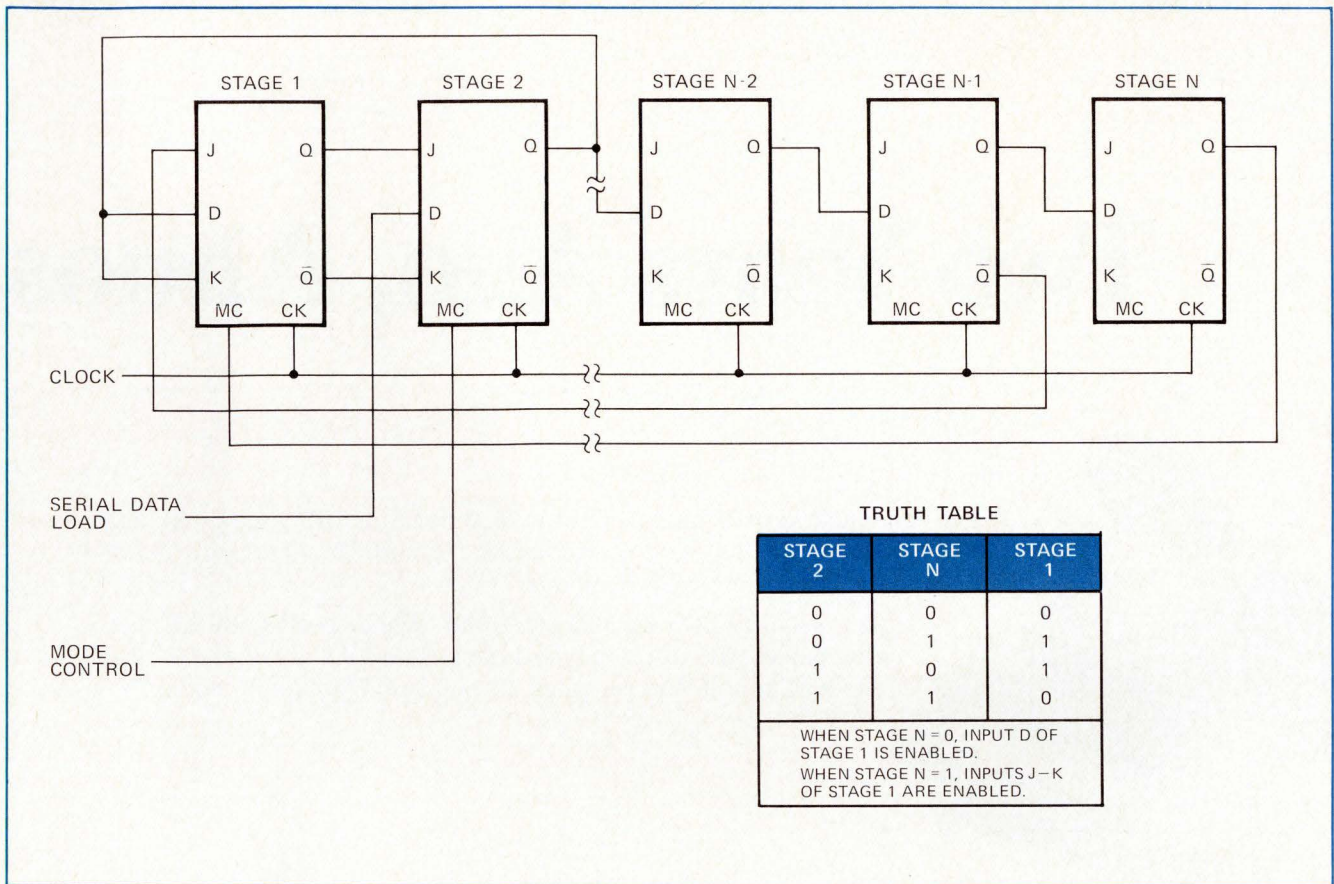 STAGE 1
STAGE 2
STAGE N-2
STAGE N-1
STAGE N
J Q
D
K Q̅
MC CK
J Q
D
K Q̅
MC CK
J Q
D
K Q̅
MC CK
J Q
D
K Q̅
MC CK
J Q
D
K Q̅
MC CK
CLOCK
SERIAL DATA
LOAD
MODE
CONTROL
TRUTH TABLE
STAGE 2 STAGE N STAGE 1
0 0 0
0 1 1
1 0 1
1 1 0
WHEN STAGE N = 0, INPUT D OF
STAGE 1 IS ENABLED.
WHEN STAGE N = 1, INPUTS J–K
OF STAGE 1 ARE ENABLED.